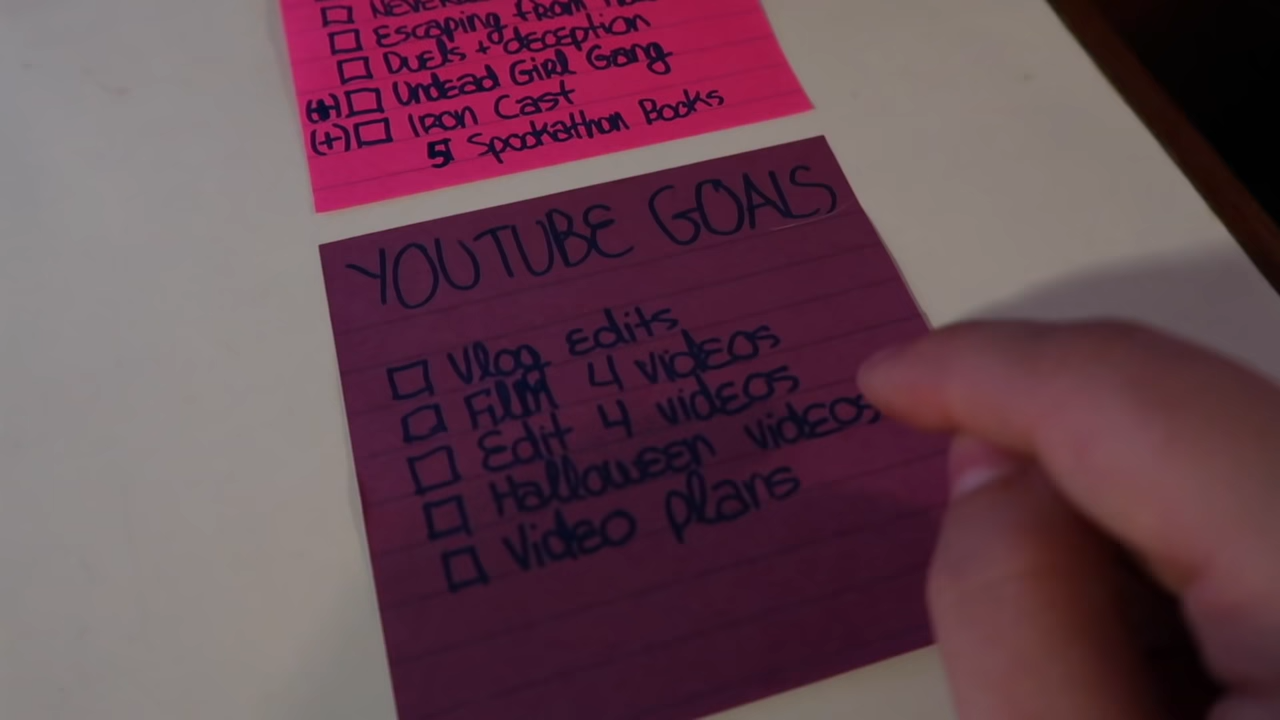 Escaping from
Duels + deception
Undead Girl Gang
(+) Iron Cast
5 Spookathon Books
YOUTUBE GOALS
Vlog edits
Film 4 videos
Edit 4 videos
Halloween videos
Video plans